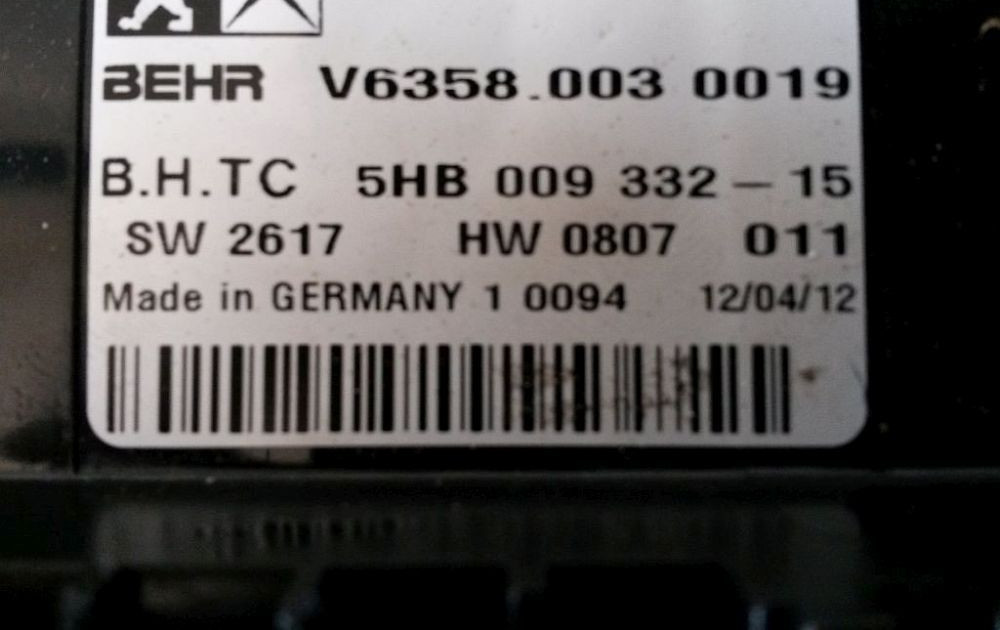 BEHR V6358.003 0019
B.H.TC 5HB 009 332 — 15
SW 2617 HW 0807 011
Made in GERMANY 1 0094 12/04/12